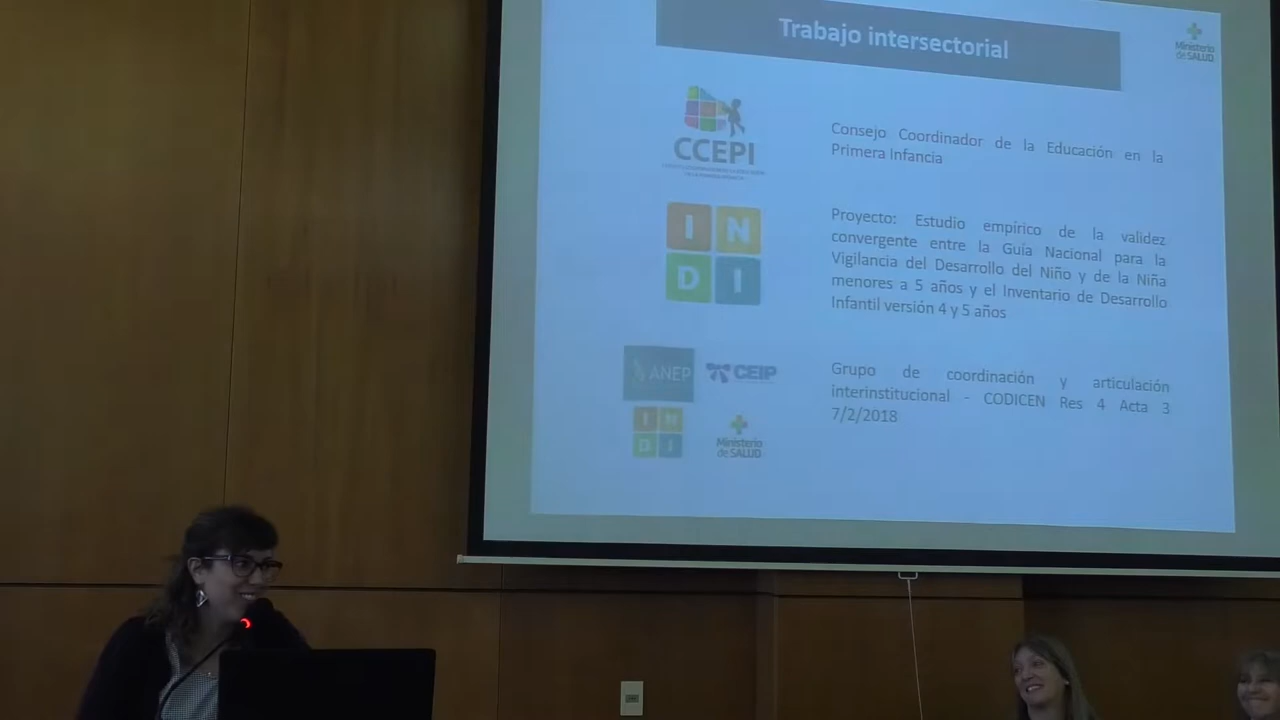 Trabajo intersectorial
Ministerio
de SALUD
CCEPI
Consejo Coordinador de la Educación en la
Primera Infancia
I N
D I
Proyecto: Estudio empírico de la validez
convergente entre la Guía Nacional para la
Vigilancia del Desarrollo del Niño y de la Niña
menores a 5 años y el Inventario de Desarrollo
Infantil versión 4 y 5 años
ANEP
CEIP
I N
D I
Ministerio
de SALUD
Grupo de coordinación y articulación
interinstitucional - CODICEN Res 4 Acta 3
7/2/2018